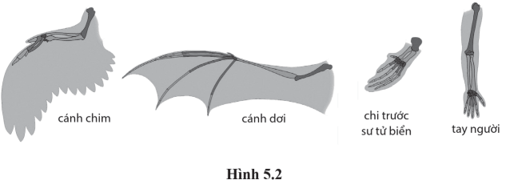 cánh chim
cánh dơi
chi trước
sư tử biển
tay người
Hình 5.2